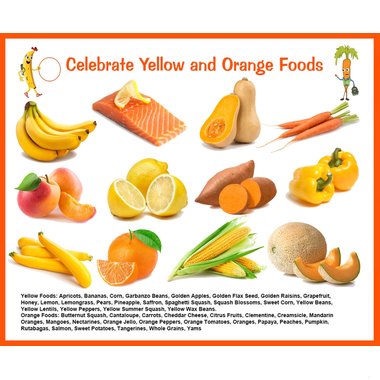 Celebrate Yellow and Orange Foods
Yellow Foods: Apricots, Bananas, Corn, Garbanzo Beans, Golden Apples, Golden Flax Seed, Golden Raisins, Grapefruit,
Honey, Lemon, Lemongrass, Pears, Pineapple, Saffron, Spaghetti Squash, Squash Blossoms, Sweet Corn, Yellow Beans,
Yellow Lentils, Yellow Peppers, Yellow Summer Squash, Yellow Wax Beans.
Orange Foods: Butternut Squash, Cantaloupe, Carrots, Cheddar Cheese, Citrus Fruits, Clementine, Creamsicle, Mandarin
Oranges, Mangoes, Nectarines, Orange Jello, Orange Peppers, Orange Tomatoes, Oranges, Papaya, Peaches, Pumpkin,
Rutabagas, Salmon, Sweet Potatoes, Tangerines, Whole Grains, Yams